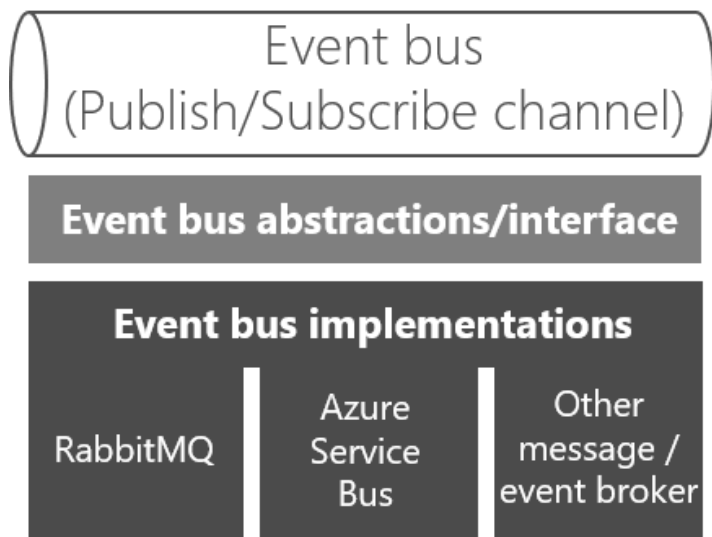 Event bus
(Publish/Subscribe channel)
Event bus abstractions/interface
Event bus implementations
RabbitMQ
Azure
Service
Bus
Other
message /
event broker